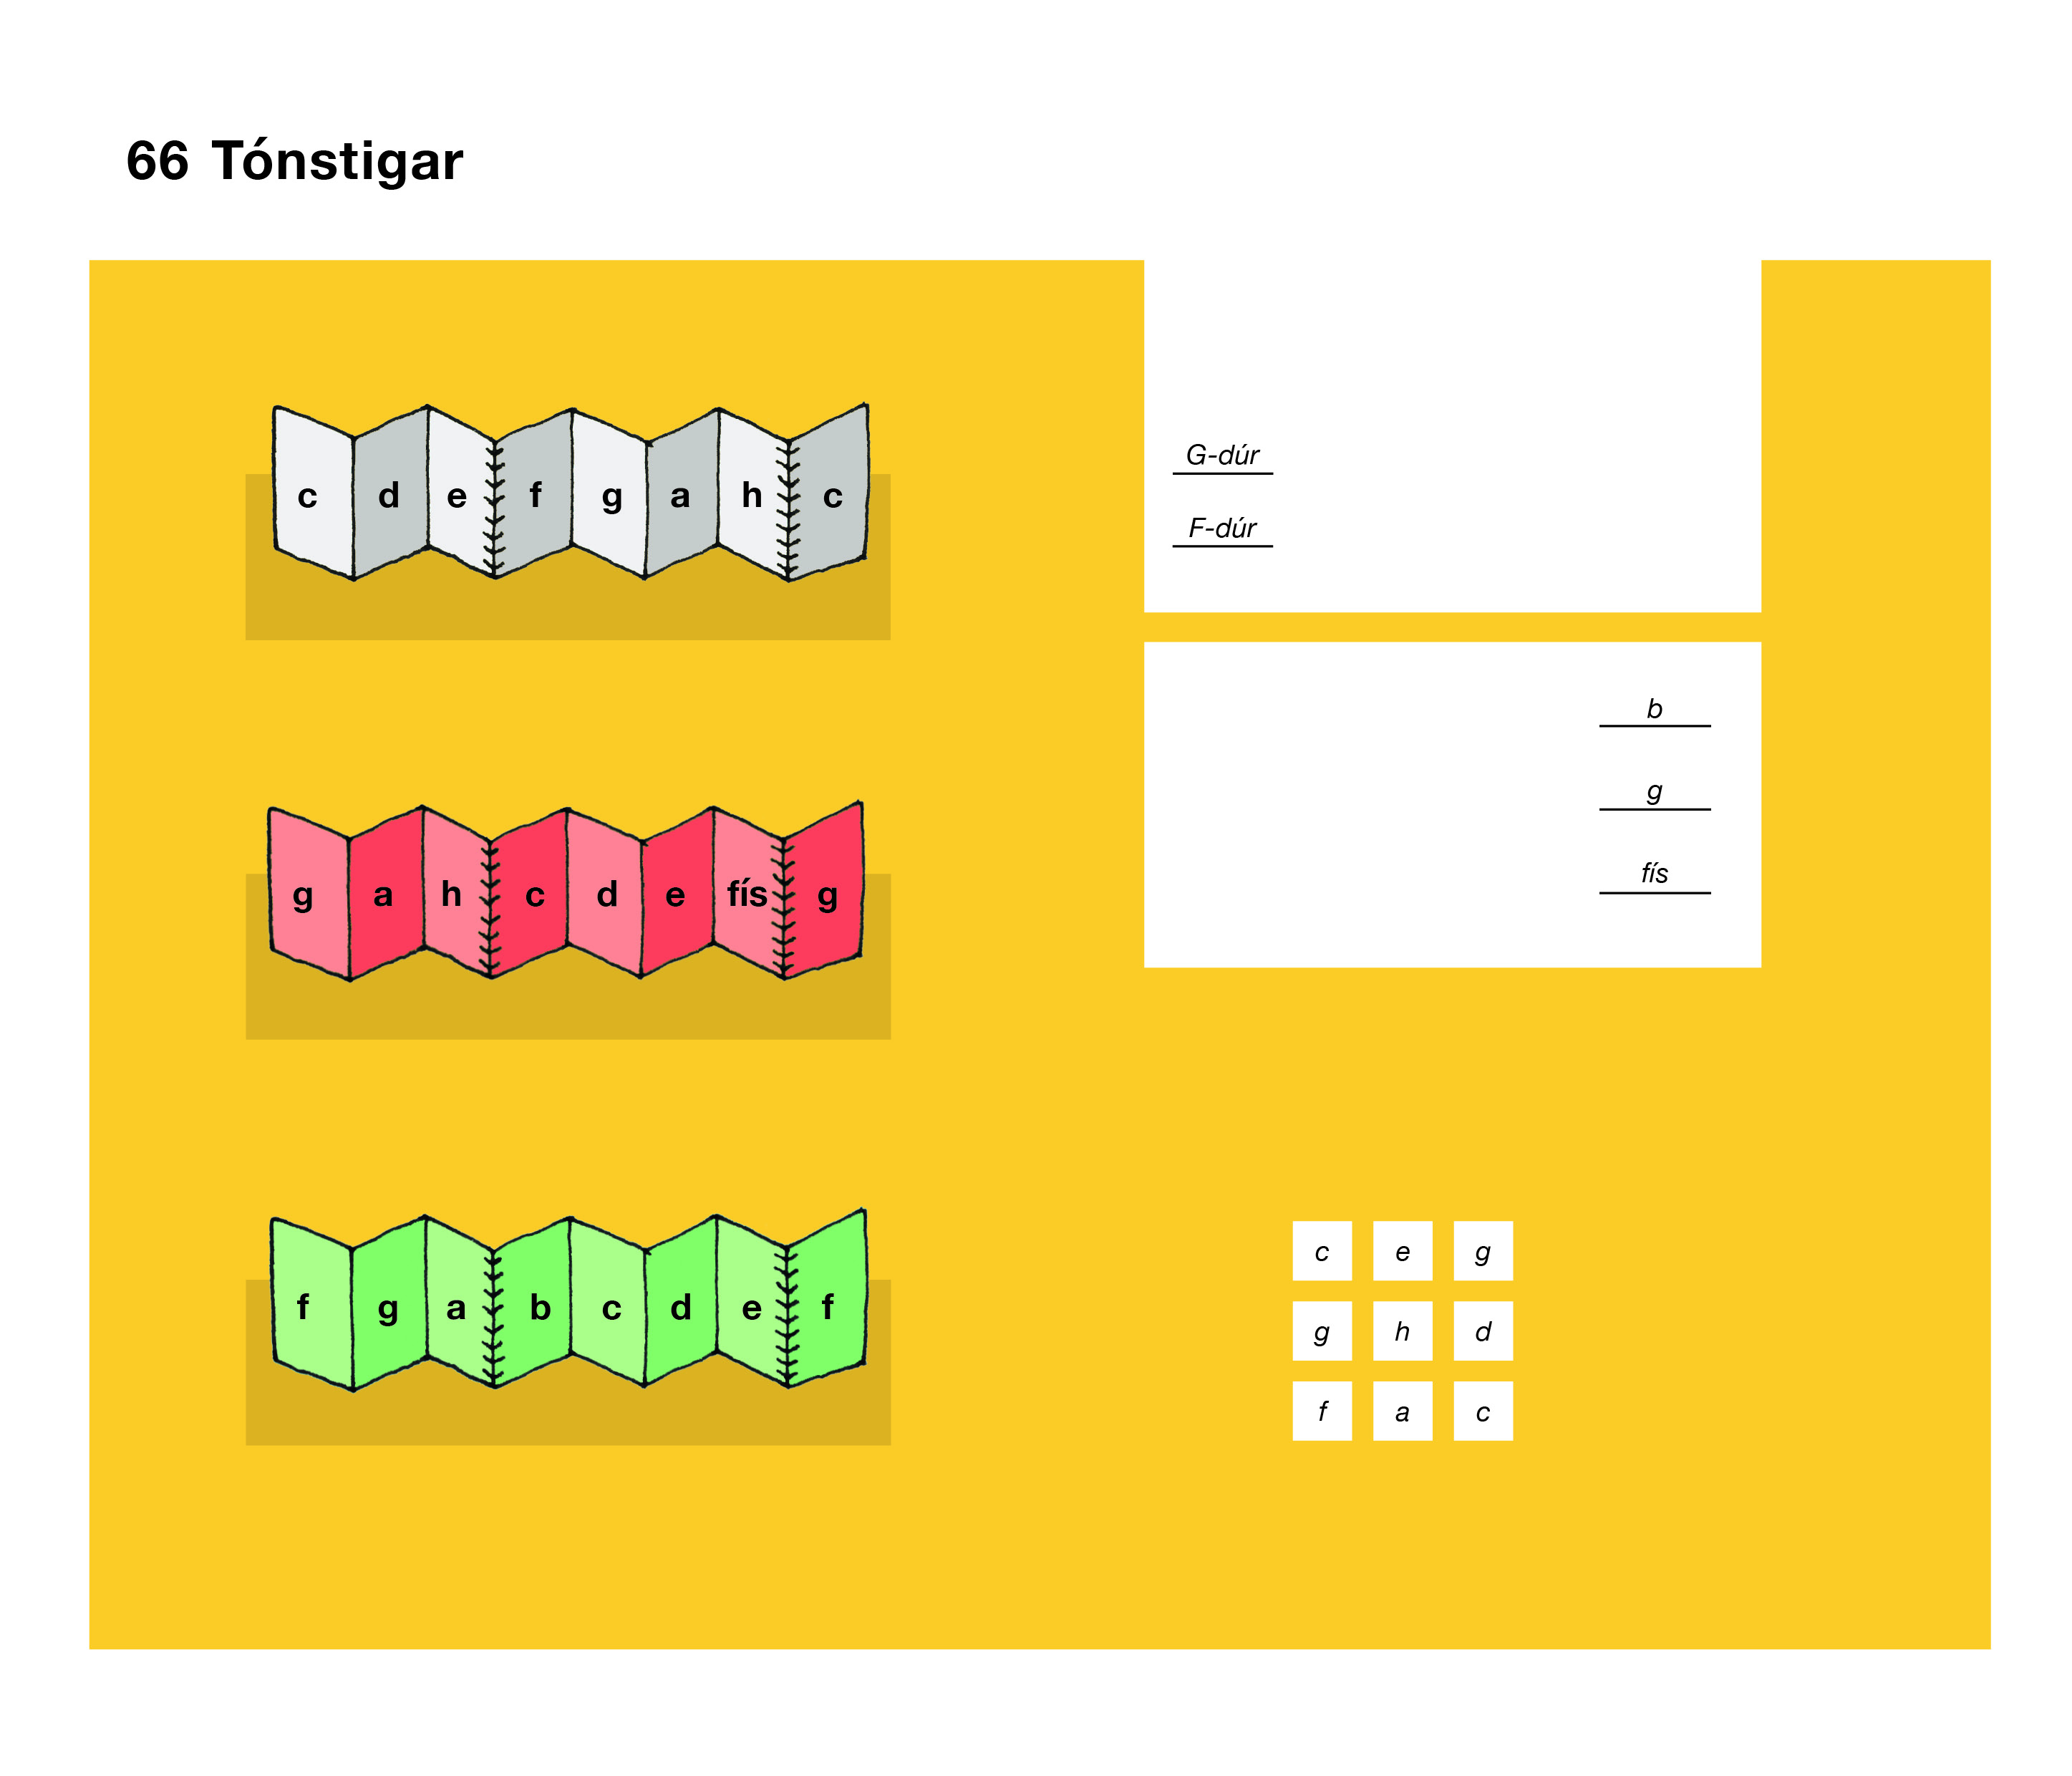 66 Tónstigar
c d e f g a h c
g a h c d e fís g
f g a b c d e f
G-dúr
F-dúr
b
g
fís
c e g
g h d
f a c